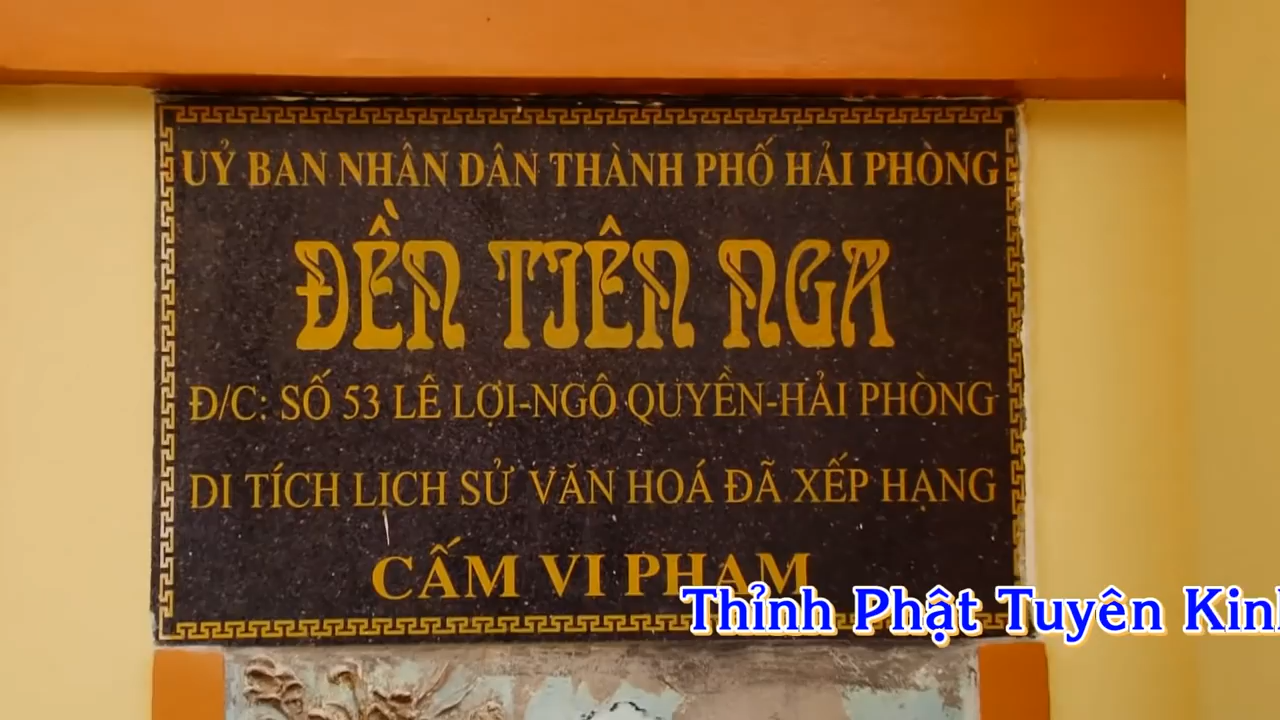 UỶ BAN NHÂN DÂN THÀNH PHỐ HẢI PHÒNG
ĐỀN TIÊN NGA
Đ/C: SỐ 53 LÊ LỢI-NGÔ QUYỀN-HẢI PHÒNG
DI TÍCH LỊCH SỬ VĂN HOÁ ĐÃ XẾP HẠNG
CẤM VI PHẠM
Thỉnh Phật Tuyên Kinh